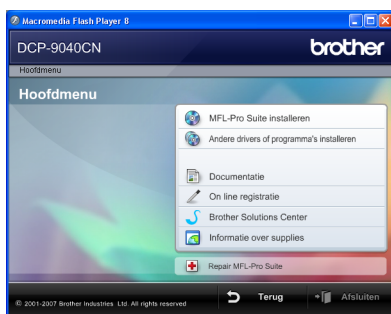 Macromedia Flash Player 8
DCP-9040CN
brother
Hoofdmenu
Hoofdmenu
MFL-Pro Suite installeren
Andere drivers of programma's installeren
Documentatie
On line registratie
Brother Solutions Center
Informatie over supplies
Repair MFL-Pro Suite
© 2001-2007 Brother Industries Ltd. All rights reserved
Terug
Afsluiten